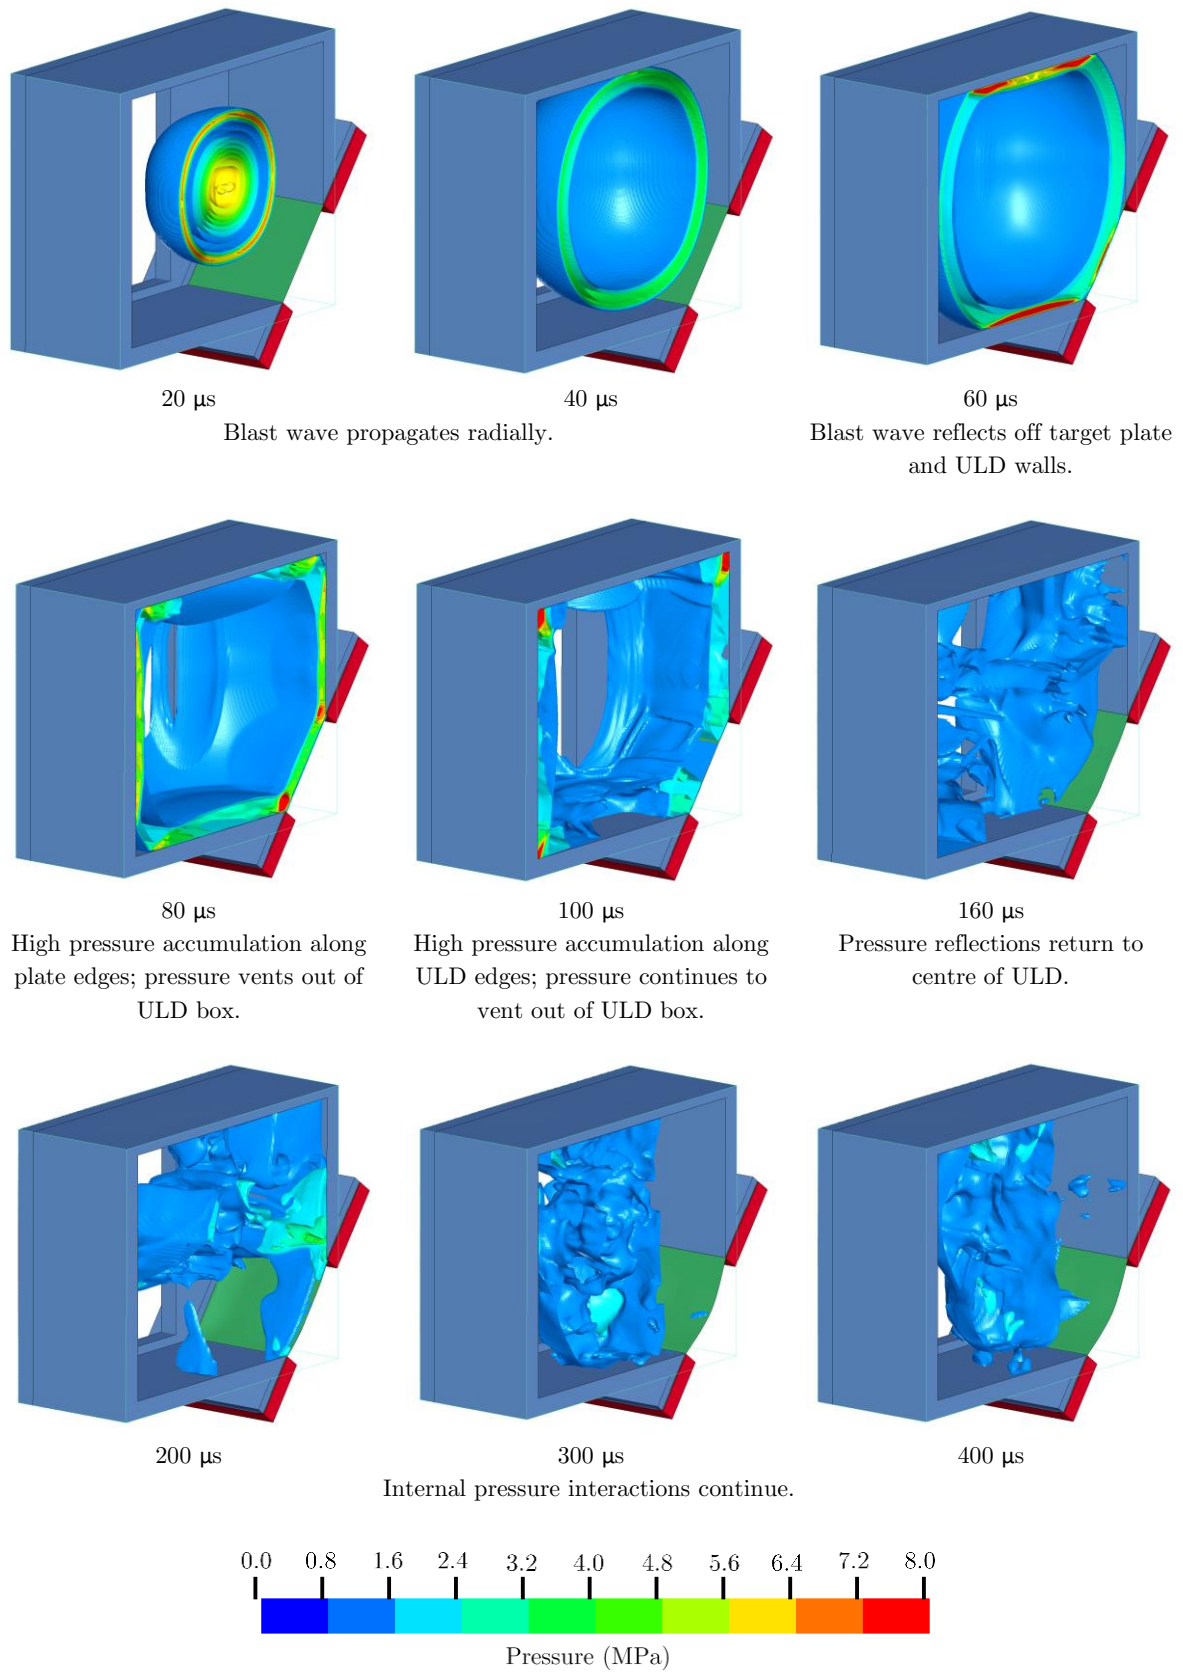 20 μs
40 μs
60 μs
Blast wave propagates radially.
Blast wave reflects off target plate
and ULD walls.
80 μs
100 μs
160 μs
High pressure accumulation along
plate edges; pressure vents out of
ULD box.
High pressure accumulation along
ULD edges; pressure continues to
vent out of ULD box.
Pressure reflections return to
centre of ULD.
200 μs
300 μs
400 μs
Internal pressure interactions continue.
0.0 0.8 1.6 2.4 3.2 4.0 4.8 5.6 6.4 7.2 8.0
Pressure (MPa)